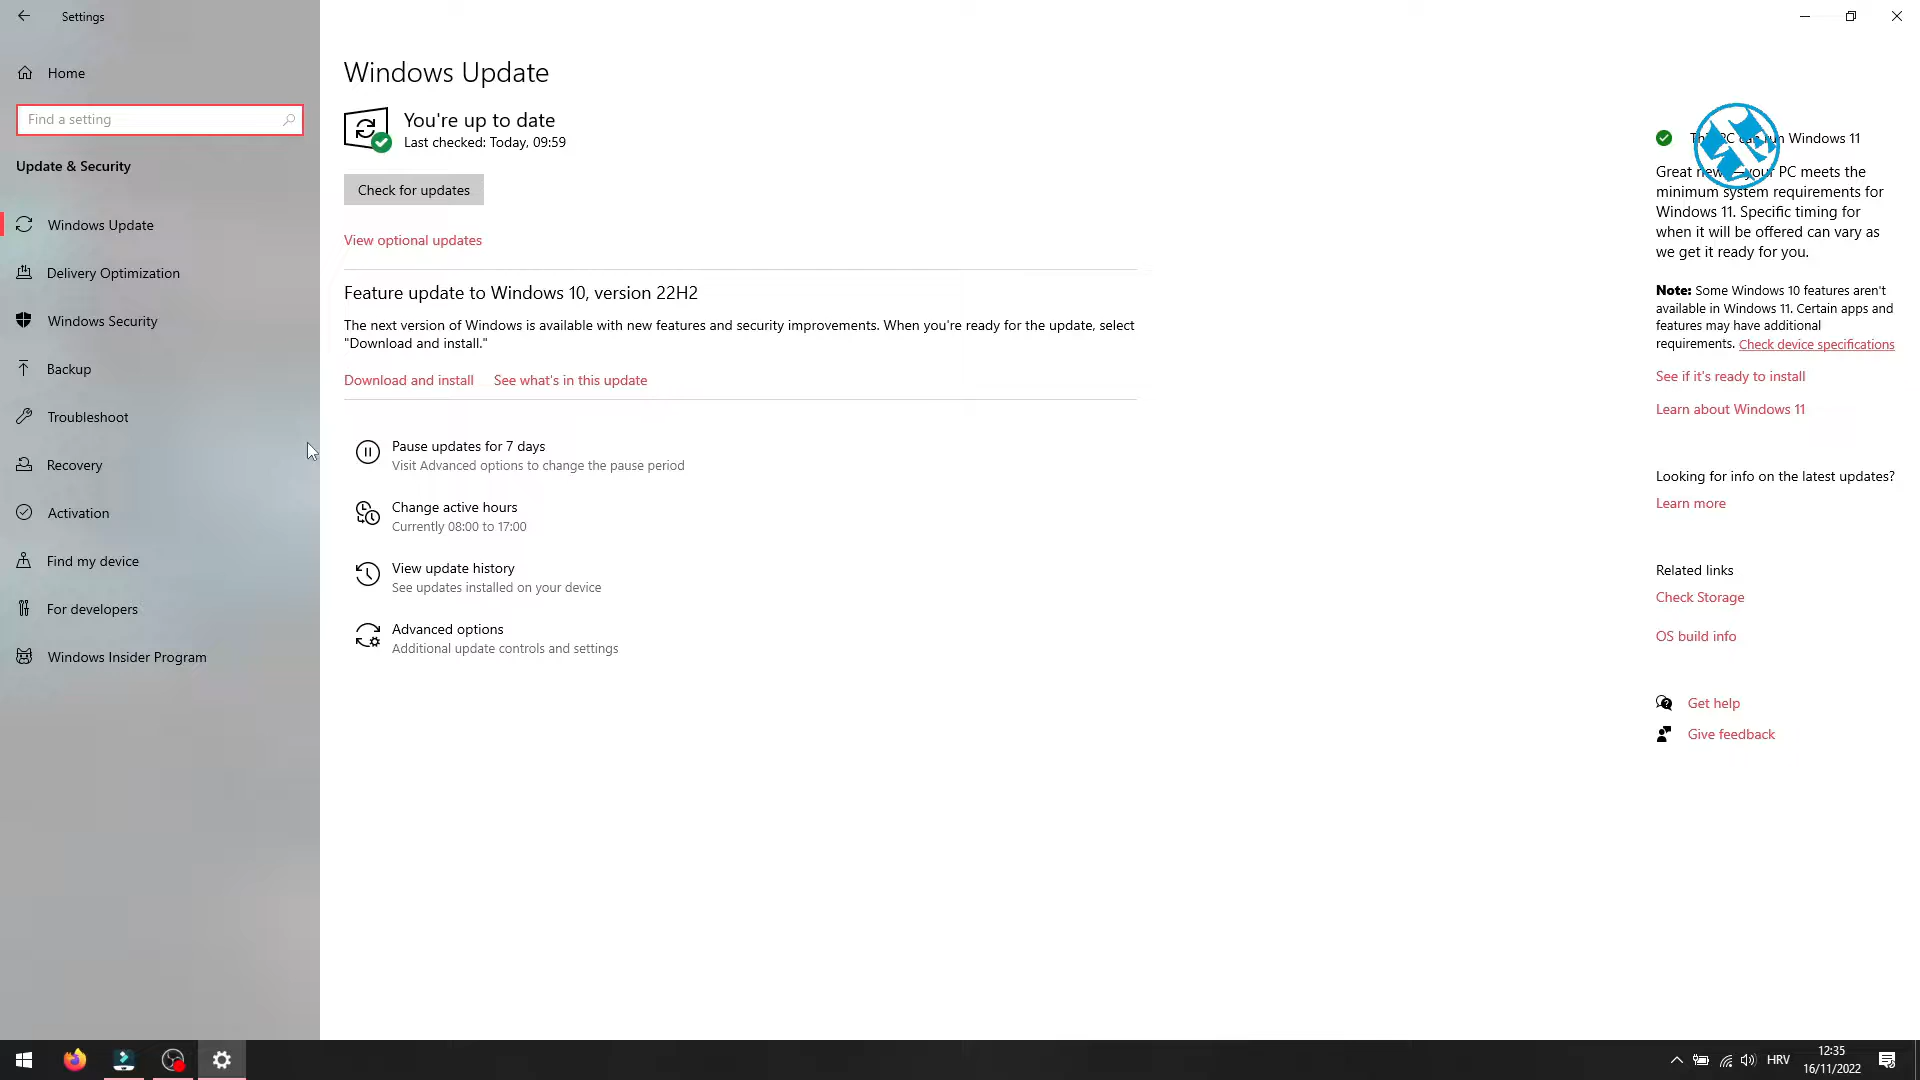 Settings
Home
Find a setting
Update & Security
Windows Update
Delivery Optimization
Windows Security
Backup
Troubleshoot
Recovery
Activation
Find my device
For developers
Windows Insider Program
Windows Update
You're up to date
Last checked: Today, 09:59
Check for updates
View optional updates
Feature update to Windows 10, version 22H2
The next version of Windows is available with new features and security improvements. When you're ready for the update, select
"Download and install."
Download and install See what's in this update
Pause updates for 7 days
Visit Advanced options to change the pause period
Change active hours
Currently 08:00 to 17:00
View update history
See updates installed on your device
Advanced options
Additional update controls and settings
This PC can run Windows 11
Great news—your PC meets the
minimum system requirements for
Windows 11. Specific timing for
when it will be offered can vary as
we get it ready for you.
Note: Some Windows 10 features aren't
available in Windows 11. Certain apps and
features may have additional
requirements. Check device specifications
See if it's ready to install
Learn about Windows 11
Looking for info on the latest updates?
Learn more
Related links
Check Storage
OS build info
Get help
Give feedback
HRV
12:35
16/11/2022